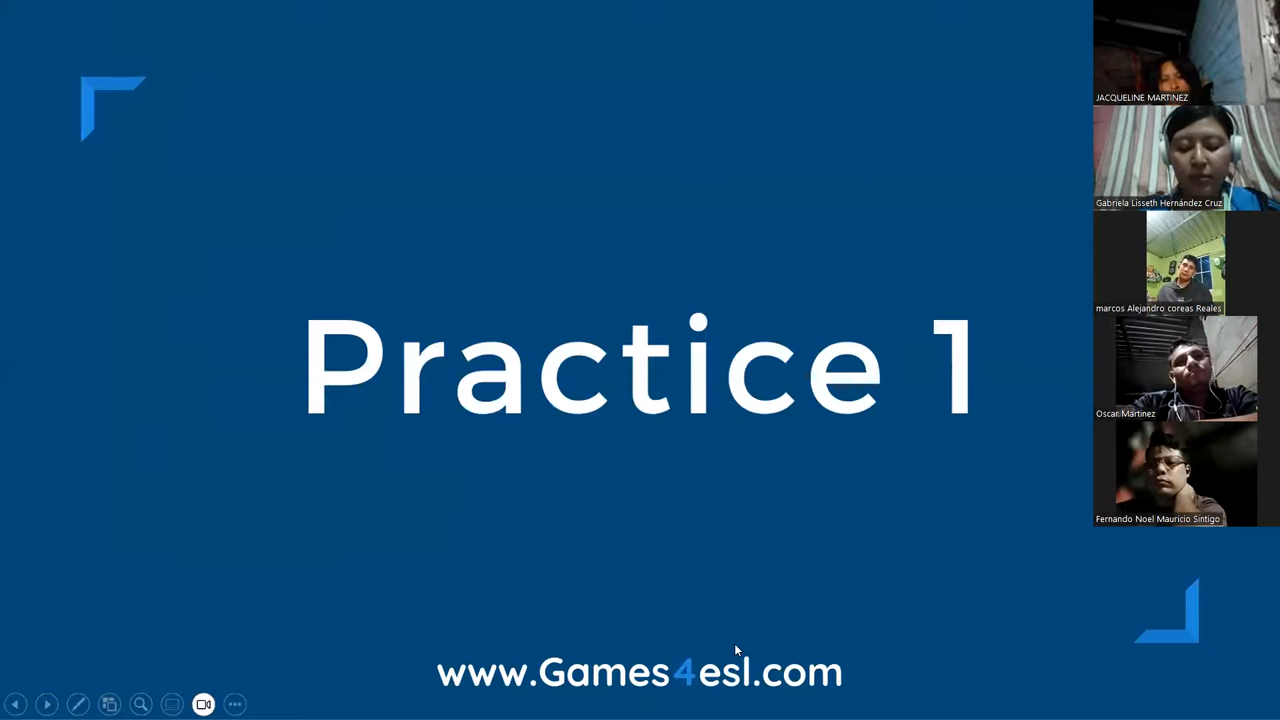 Practice 1
www.Games4esl.com
JACQUELINE MARTINEZ
Gabriela Lisseth Hernández Cruz
marcos Alejandro coreas Reales
Oscar Martinez
Fernando Noel Mauricio Sintigo